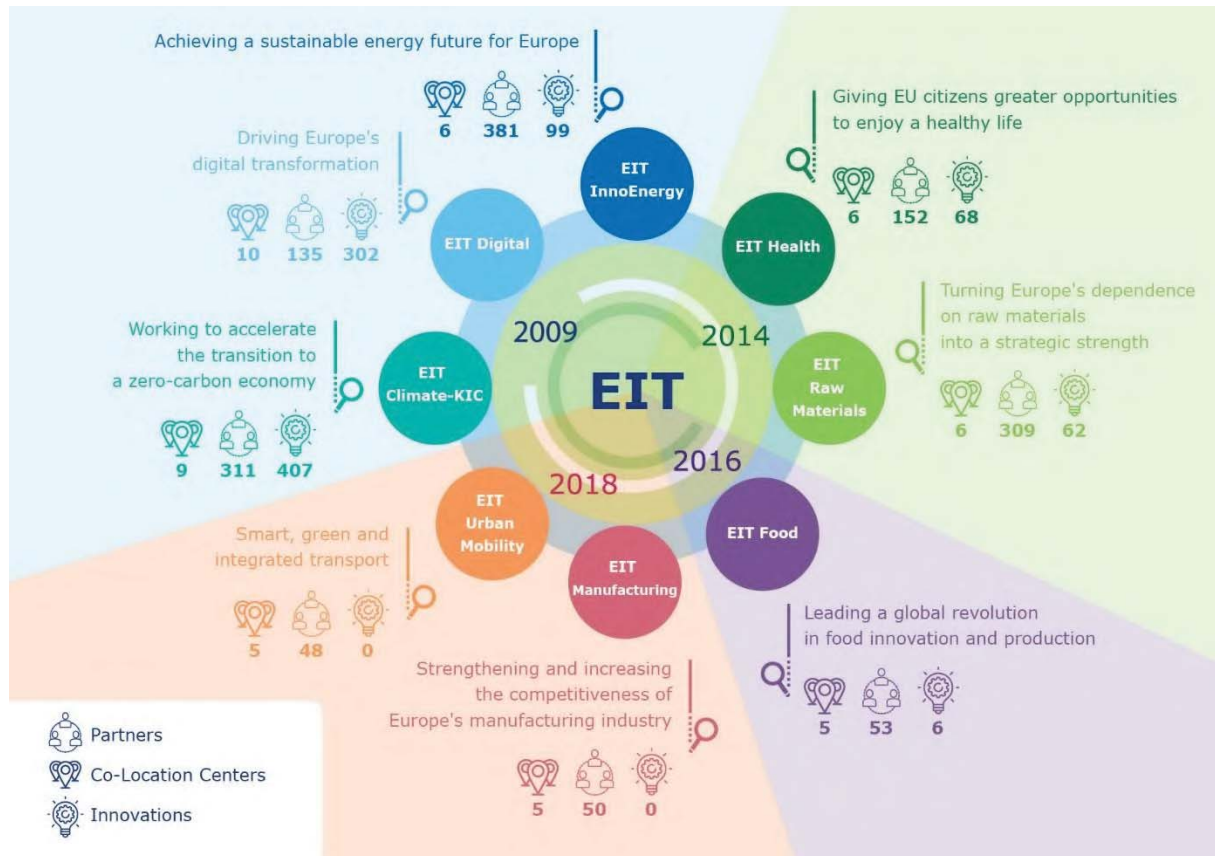 Achieving a sustainable energy future for Europe
6 381 99
EIT
InnoEnergy
Giving EU citizens greater opportunities
to enjoy a healthy life
6 152 68
EIT Health
Driving Europe's
digital transformation
10 135 302
EIT Digital
Turning Europe's dependence
on raw materials
into a strategic strength
6 309 62
EIT
Raw
Materials
Working to accelerate
the transition to
a zero-carbon economy
9 311 407
EIT
Climate-KIC
2009
2014
EIT
2016
2018
Smart, green and
integrated transport
5 48 0
EIT
Urban
Mobility
EIT
Manufacturing
Strengthening and increasing
the competitiveness of
Europe's manufacturing industry
5 50 0
EIT Food
Leading a global revolution
in food innovation and production
5 53 6
Partners
Co-Location Centers
Innovations